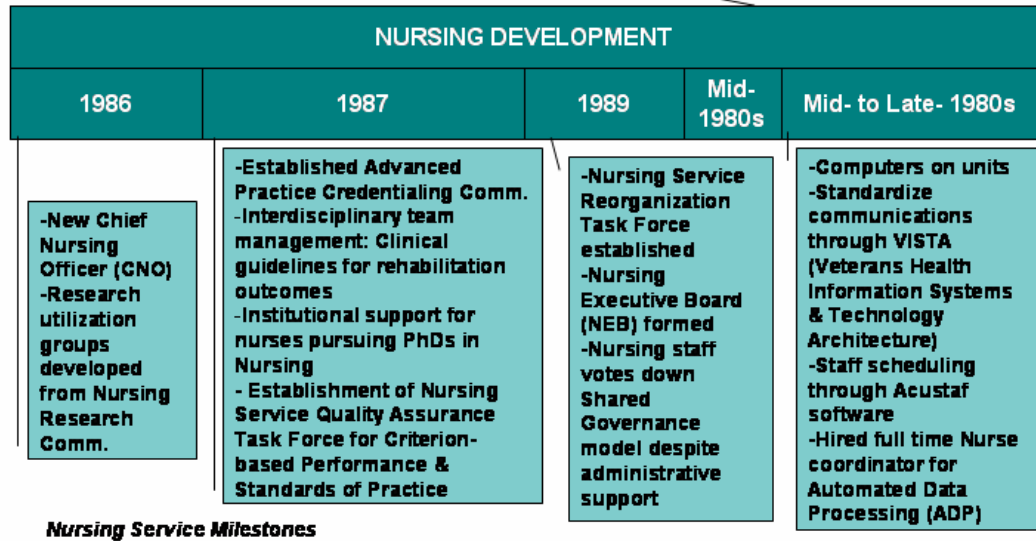 NURSING DEVELOPMENT
1986
1987
1989
Mid-
1980s
Mid- to Late- 1980s
-New Chief
Nursing
Officer (CNO)
-Research
utilization
groups
developed
from Nursing
Research
Comm.
-Established Advanced
Practice Credentialing Comm.
-Interdisciplinary team
management: Clinical
guidelines for rehabilitation
outcomes
-Institutional support for
nurses pursuing PhDs in
Nursing
- Establishment of Nursing
Service Quality Assurance
Task Force for Criterion-
based Performance &
Standards of Practice
-Nursing Service
Reorganization
Task Force
established
-Nursing
Executive Board
(NEB) formed
-Nursing staff
votes down
Shared
Governance
model despite
administrative
support
-Computers on units
-Standardize
communications
through VISTA
(Veterans Health
Information Systems
& Technology
Architecture)
-Staff scheduling
through Acustaf
software
-Hired full time Nurse
coordinator for
Automated Data
Processing (ADP)
Nursing Service Milestones